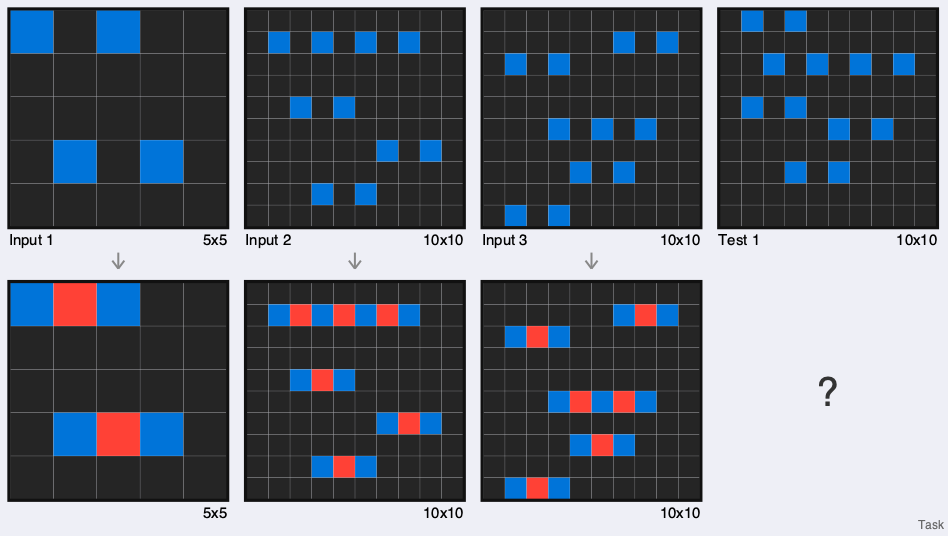 Input 1 5x5
Input 2 10x10
Input 3 10x10
Test 1 10x10
5x5
10x10
10x10
?
Task